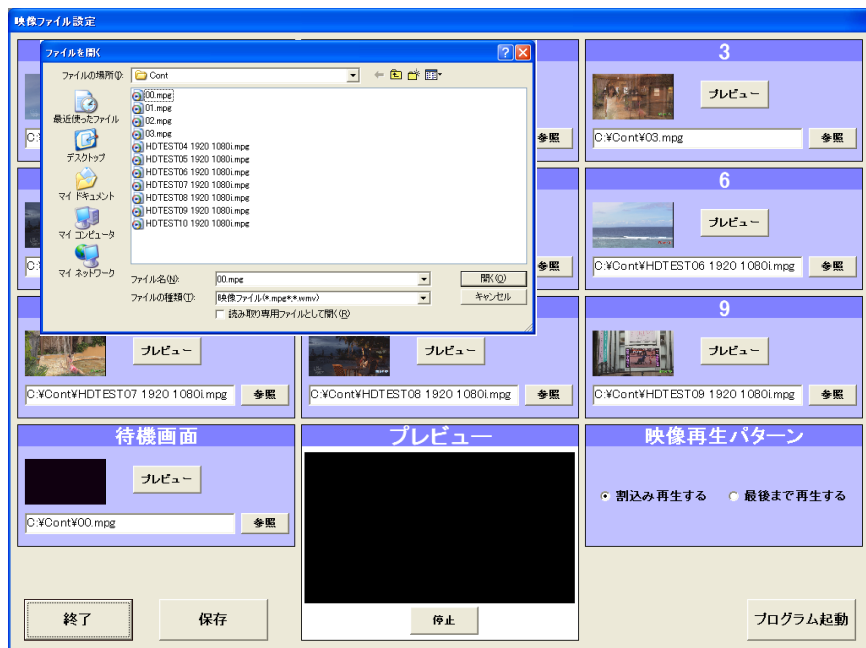 映像ファイル設定
ファイルを開く
ファイルの場所(I):
Cont
最近使ったファイル
デスクトップ
マイ ドキュメント
マイ コンピュータ
マイ ネットワーク
00.mpg
01.mpg
02.mpg
03.mpg
HDTEST04 1920 1080i.mpg
HDTEST05 1920 1080i.mpg
HDTEST06 1920 1080i.mpg
HDTEST07 1920 1080i.mpg
HDTEST08 1920 1080i.mpg
HDTEST09 1920 1080i.mpg
HDTEST10 1920 1080i.mpg
ファイル名(N):
00.mpg
開く(O)
ファイルの種類(T):
映像ファイル(*.mpg*,*.wmv)
キャンセル
読み取り専用ファイルとして開く(R)
C:
参照
3
プレビュー
C:¥Cont¥03.mpg
参照
C:
参照
6
プレビュー
C:¥Cont¥HDTEST06 1920 1080i.mpg
参照
プレビュー
C:¥Cont¥HDTEST07 1920 1080i.mpg
参照
プレビュー
C:¥Cont¥HDTEST08 1920 1080i.mpg
参照
9
プレビュー
C:¥Cont¥HDTEST09 1920 1080i.mpg
参照
待機画面
プレビュー
C:¥Cont¥00.mpg
参照
プレビュー
停止
映像再生パターン
割込み再生する
最後まで再生する
終了
保存
プログラム起動